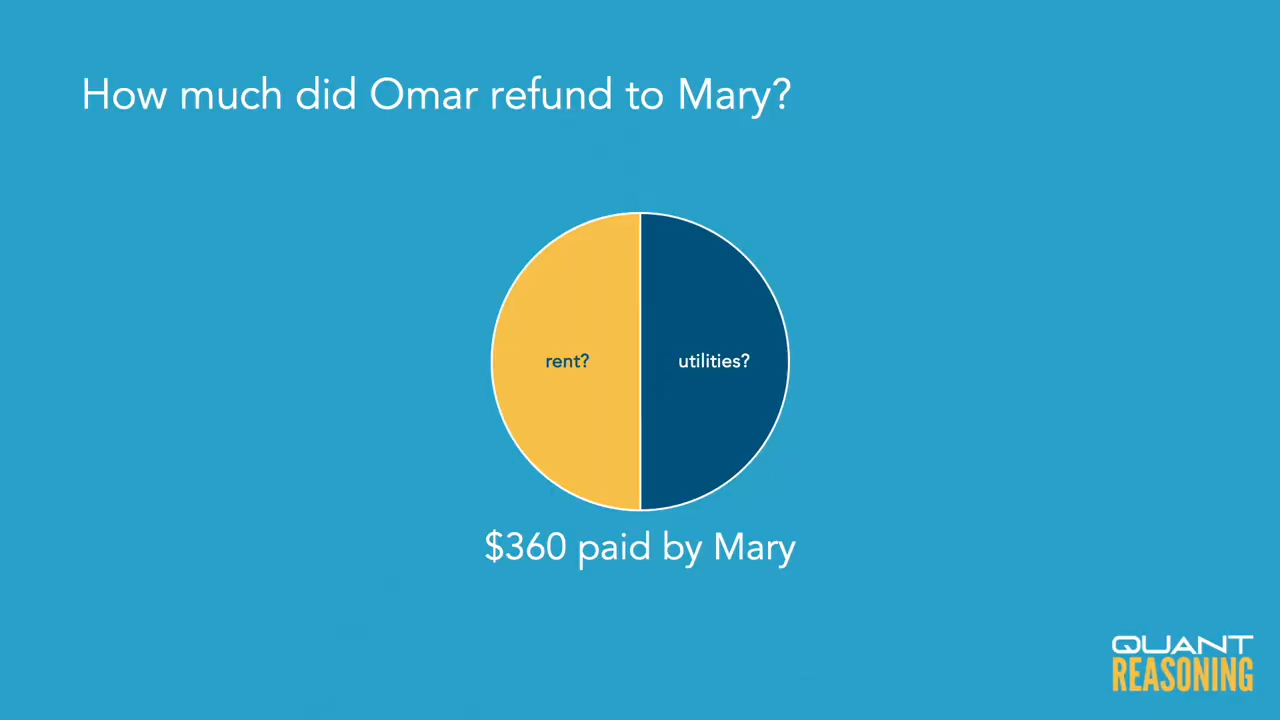 How much did Omar refund to Mary?
rent?
utilities?
$360 paid by Mary
QUANT
REASONING